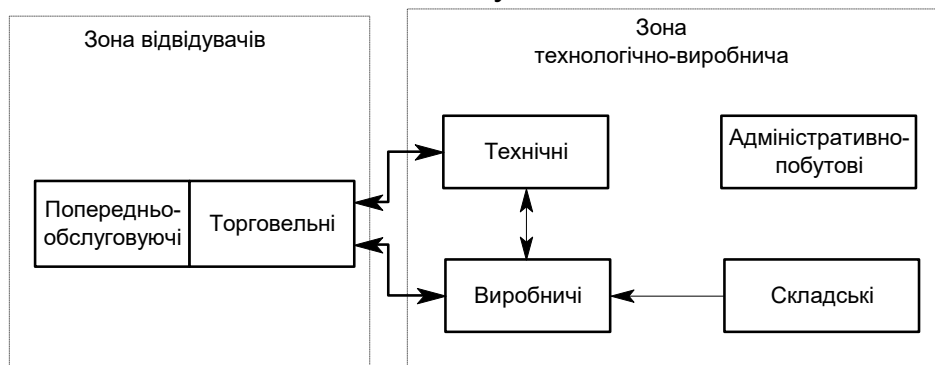 Зона відвідувачів
Зона
технологічно-виробнича
Технічні
Адміністративно-
побутові
Попередньо-
обслуговуючі
Торговельні
Виробничі
Складські